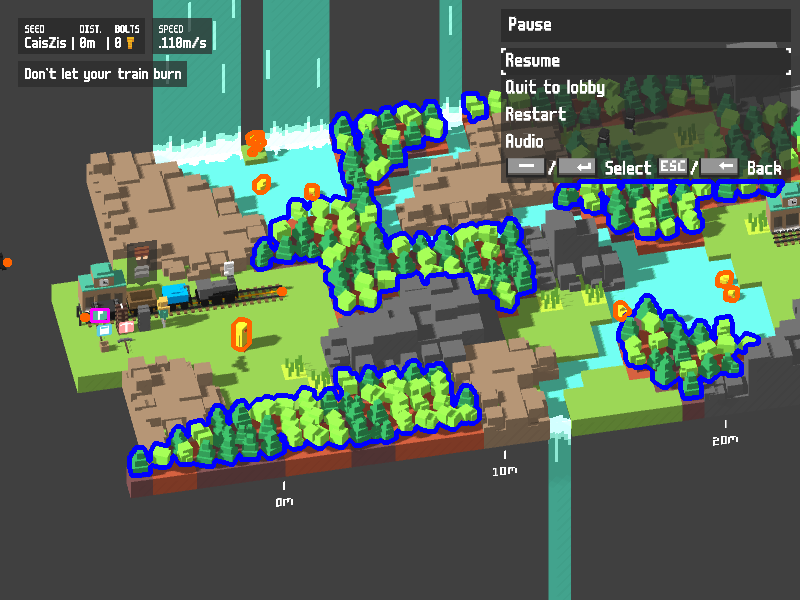 SEED DIST. BOLTS SPEED
CaisZis | 0m | 0 .110m/s
Don't let your train burn
Pause
Resume
Quit to lobby
Restart
Audio
/ Select ESC / Back
0m
10m
20m